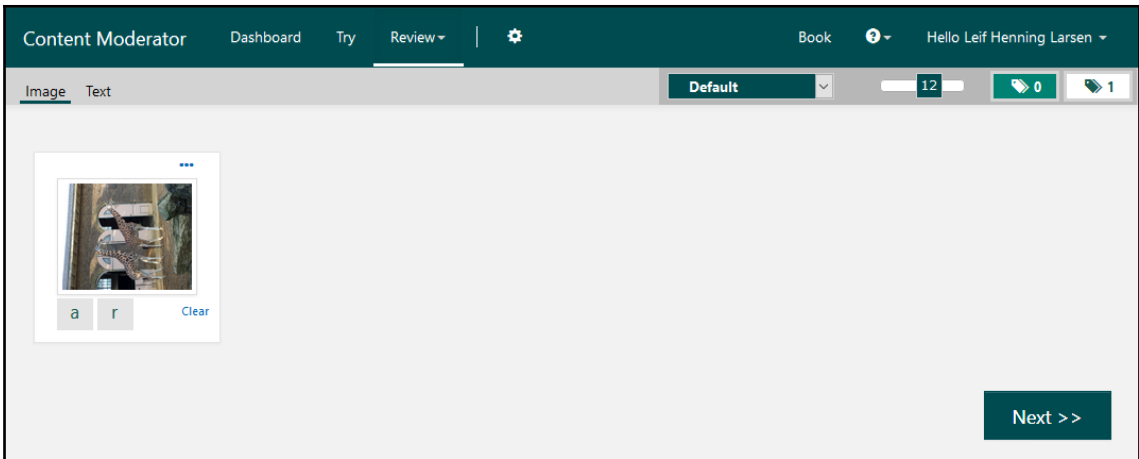 Content Moderator Dashboard Try Review Book Hello Leif Henning Larsen
Image Text Default 12 0 1
a r Clear
Next >>